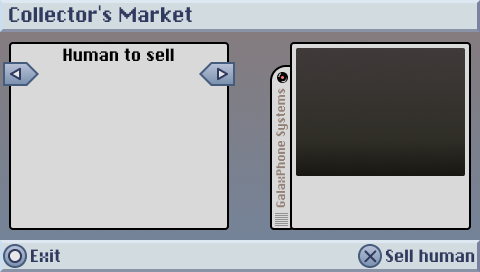 Collector's Market
Human to sell
GalaxPhone Systems
Exit
Sell human